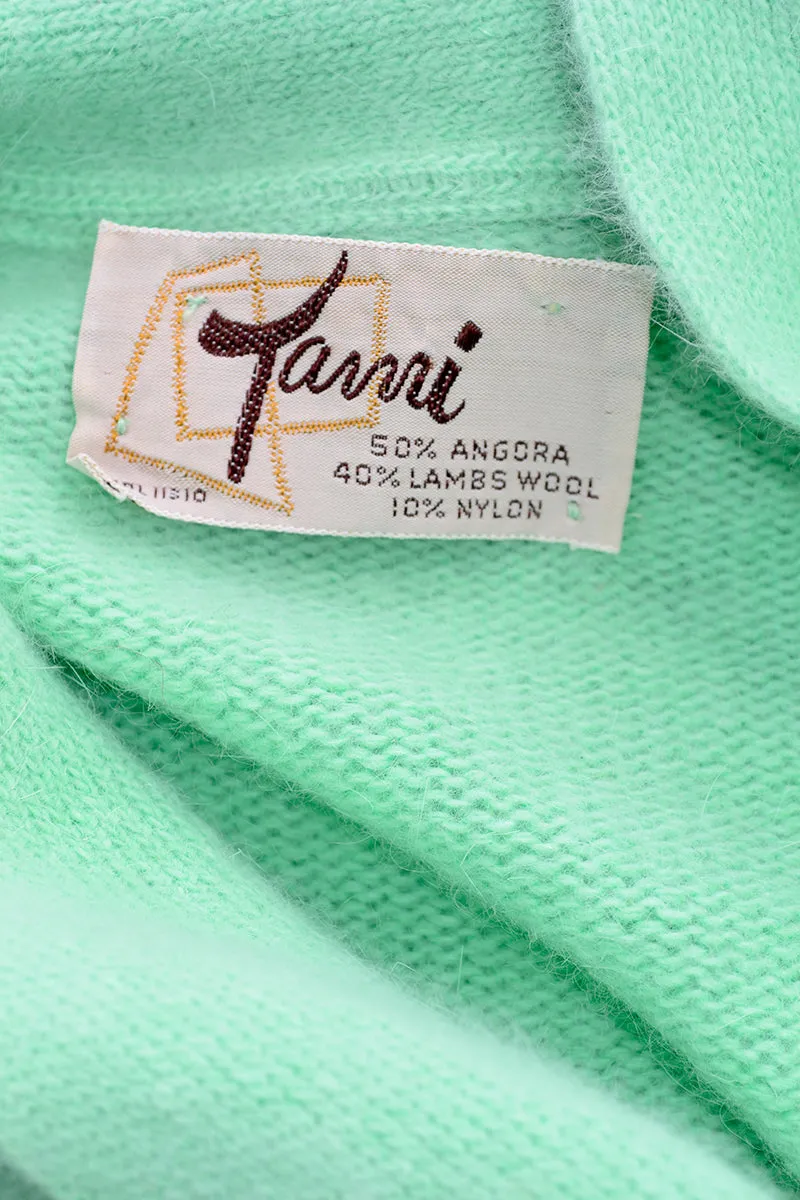 Tami
50% ANGORA
40% LAMBS WOOL
10% NYLON